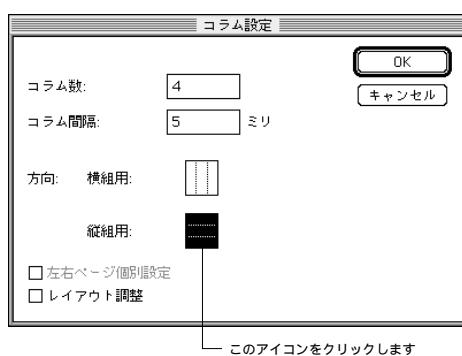 コラム設定
OK
コラム数: 4
キャンセル
コラム間隔: 5 ミリ
方向: 横組用:
縦組用:
左右ページ個別設定
レイアウト調整
このアイコンをクリックします